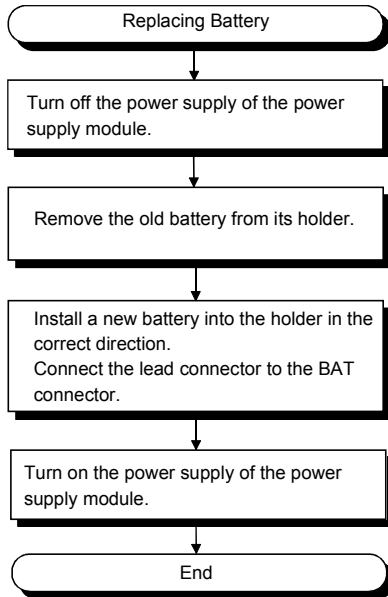 Replacing Battery
Turn off the power supply of the power
supply module.
Remove the old battery from its holder.
Install a new battery into the holder in the
correct direction.
Connect the lead connector to the BAT
connector.
Turn on the power supply of the power
supply module.
End